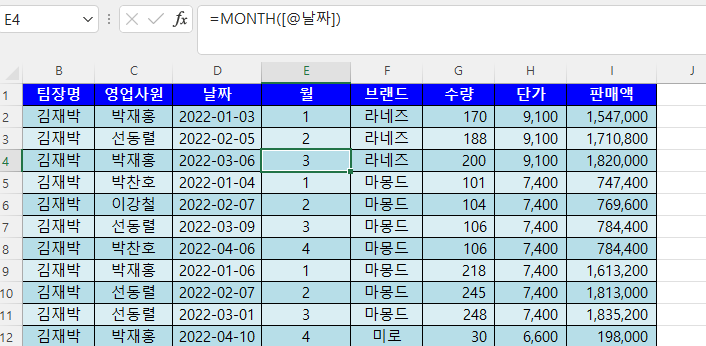 E4 fx =MONTH([@날짜])
B C D E F G H I J
1 팀장명 영업사원 날짜 월 브랜드 수량 단가 판매액
2 김재박 박재홍 2022-01-03 1 라네즈 170 9,100 1,547,000
3 김재박 선동렬 2022-02-05 2 라네즈 188 9,100 1,710,800
4 김재박 박재홍 2022-03-06 3 라네즈 200 9,100 1,820,000
5 김재박 박찬호 2022-01-04 1 마몽드 101 7,400 747,400
6 김재박 이강철 2022-02-07 2 마몽드 104 7,400 769,600
7 김재박 선동렬 2022-03-09 3 마몽드 106 7,400 784,400
8 김재박 박찬호 2022-04-06 4 마몽드 106 7,400 784,400
9 김재박 박재홍 2022-01-06 1 마몽드 218 7,400 1,613,200
10 김재박 선동렬 2022-02-07 2 마몽드 245 7,400 1,813,000
11 김재박 선동렬 2022-03-01 3 마몽드 248 7,400 1,835,200
12 김재박 박재홍 2022-04-10 4 미로 30 6,600 198,000